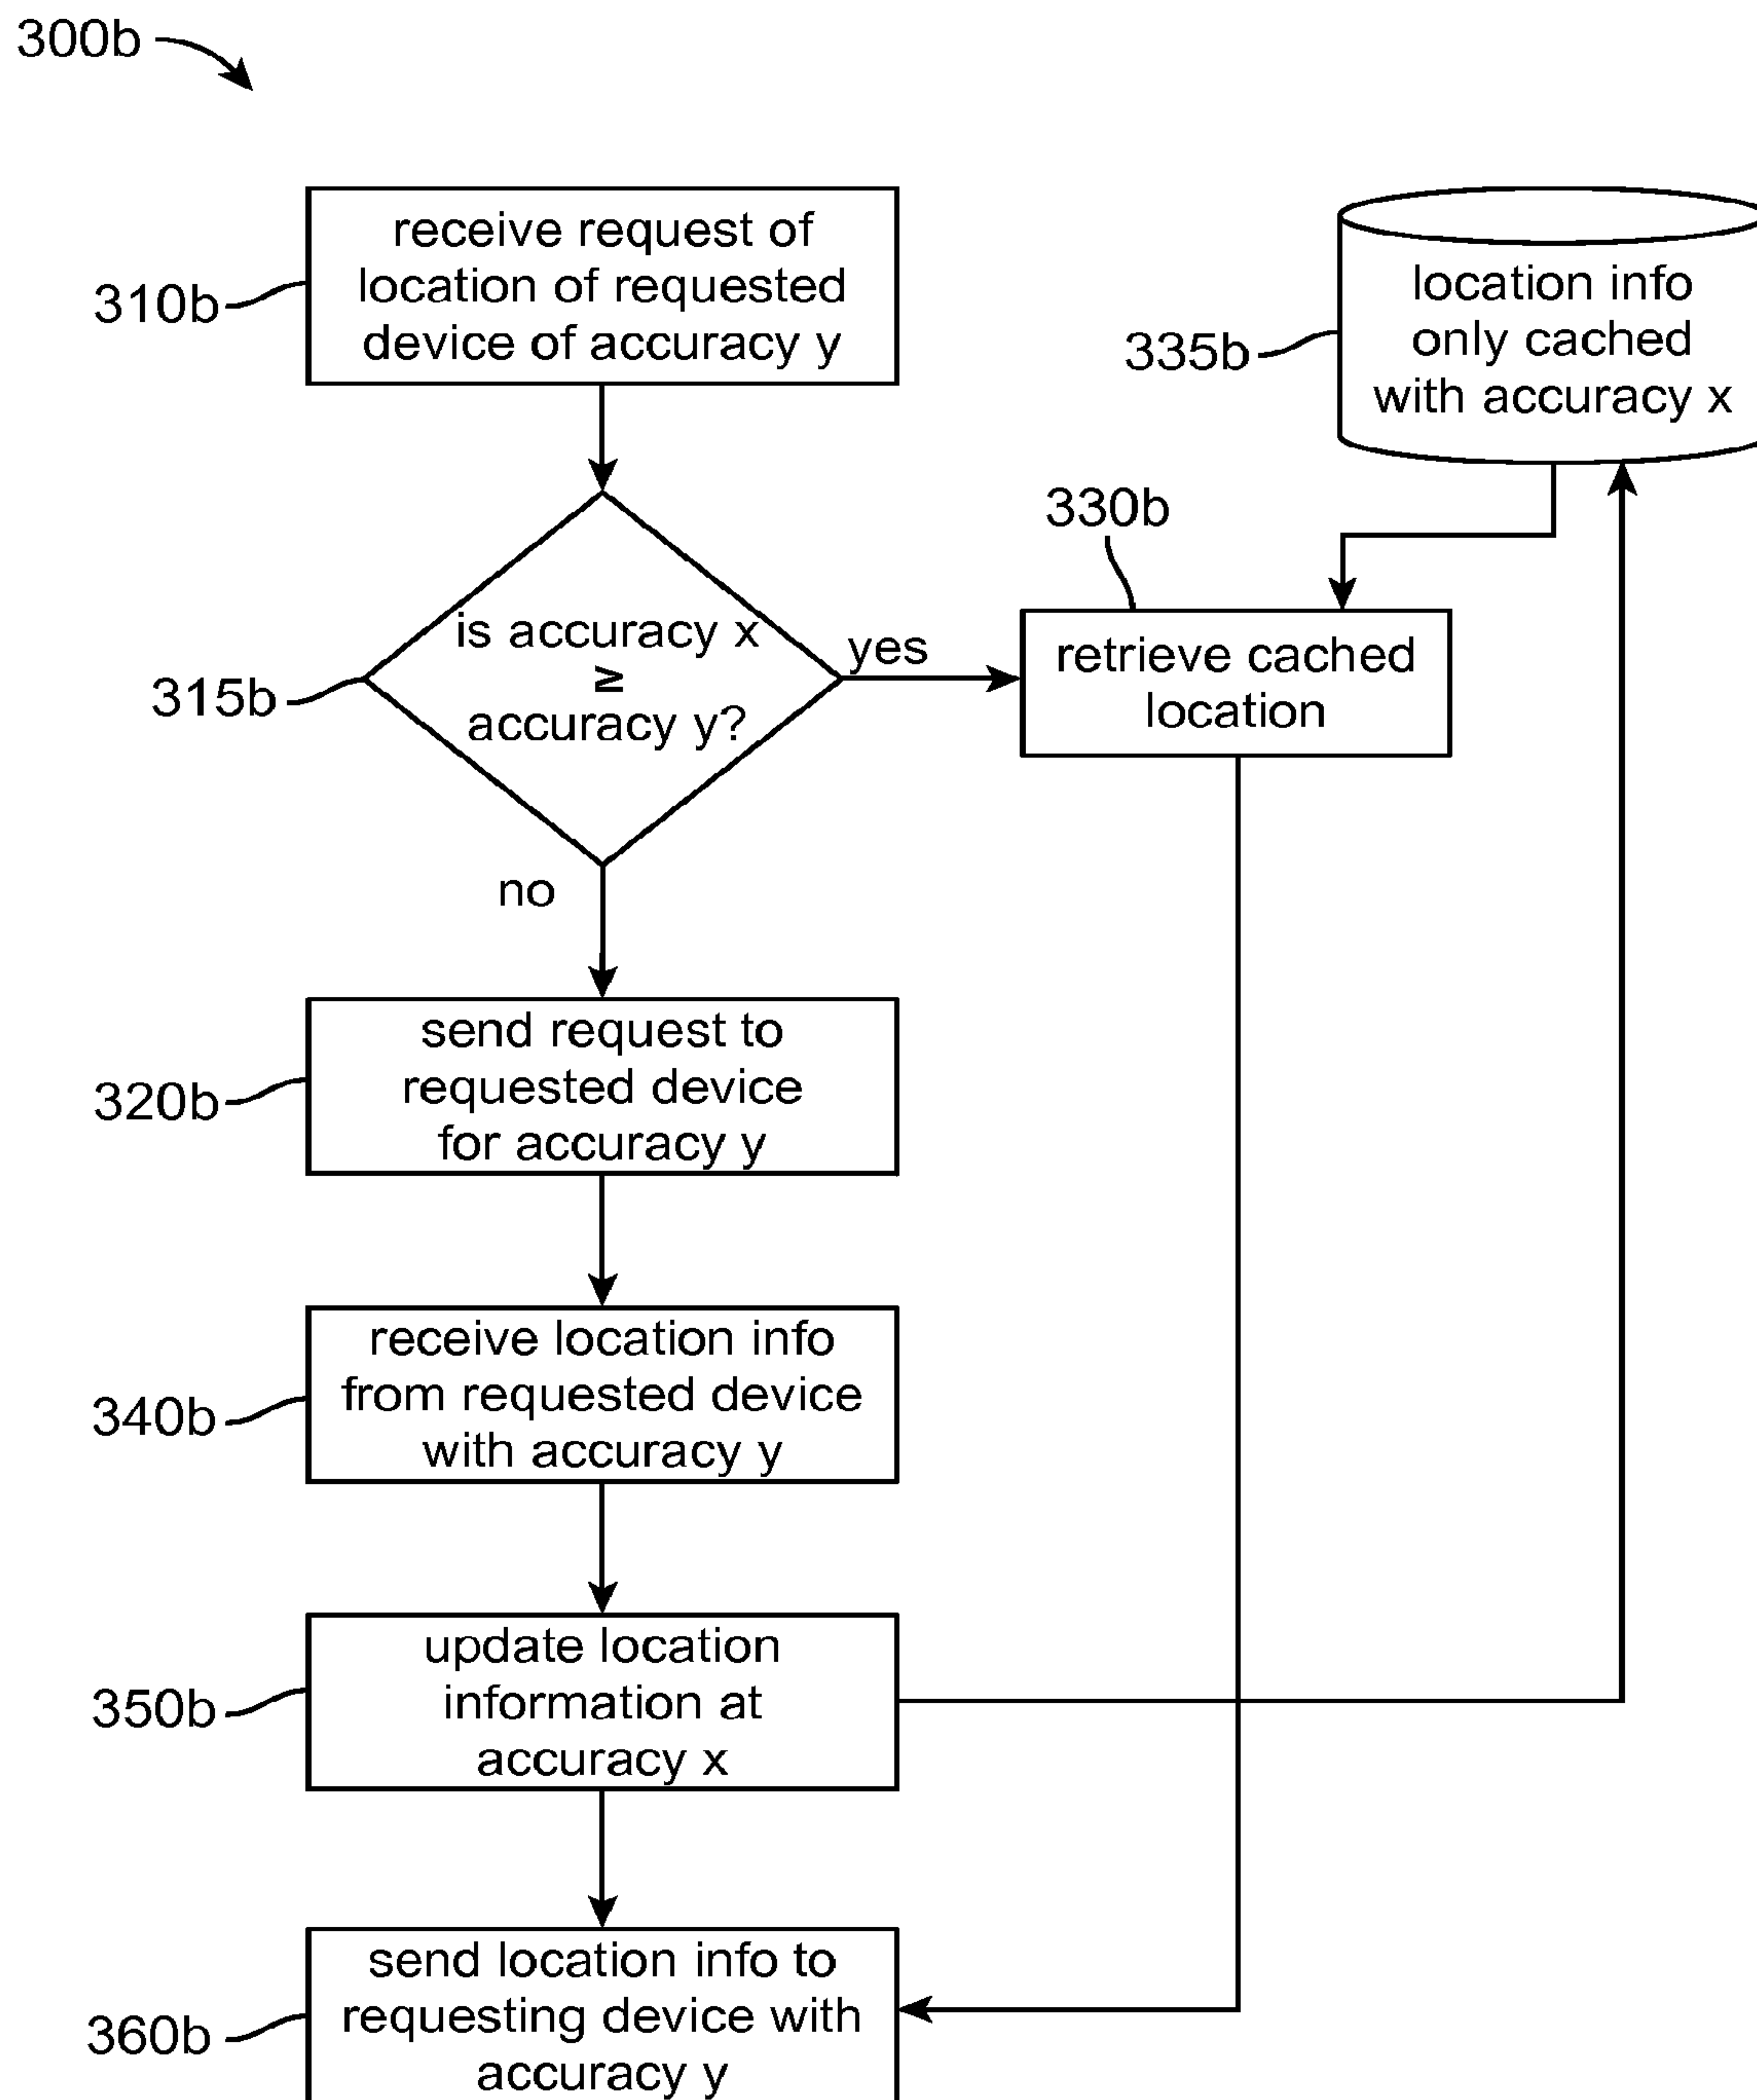 300b
310b
receive request of
location of requested
device of accuracy y
335b
location info
only cached
with accuracy x
315b
is accuracy x
≥
accuracy y?
yes
no
330b
retrieve cached
location
320b
send request to
requested device
for accuracy y
340b
receive location info
from requested device
with accuracy y
350b
update location
information at
accuracy x
360b
send location info to
requesting device with
accuracy y